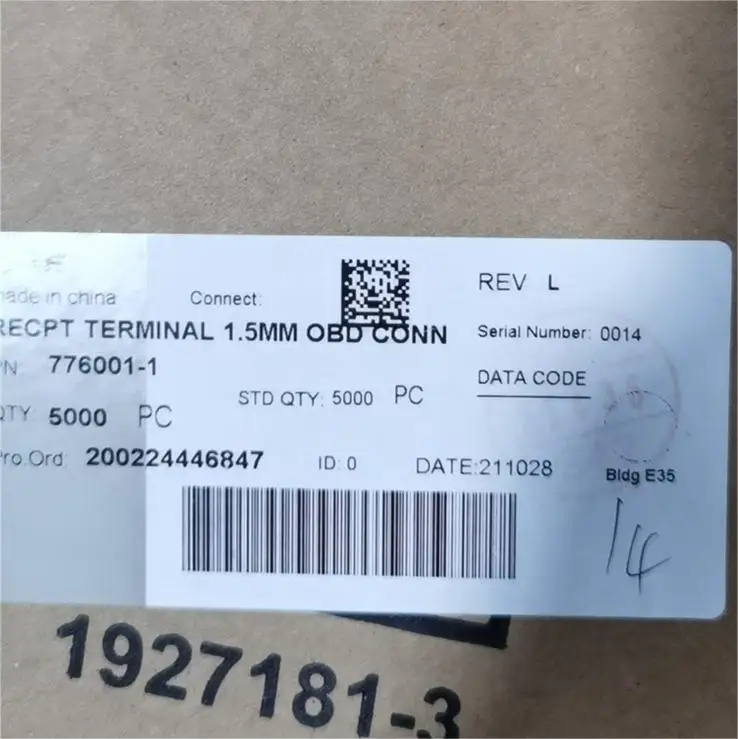 made in china
Connect:
REV L
RECPT TERMINAL 1.5MM OBD CONN
Serial Number: 0014
PN: 776001-1
DATA CODE
STD QTY: 5000 PC
QTY 5000 PC
Pro.Ord: 200224446847
ID: 0
DATE:211028
Bldg E35
14
1927181-3